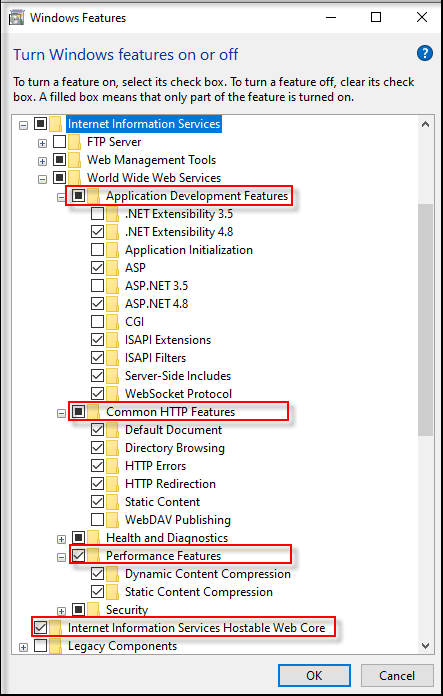 Windows Features
Turn Windows features on or off
?
To turn a feature on, select its check box. To turn a feature off, clear its check
box. A filled box means that only part of the feature is turned on.
Internet Information Services
FTP Server
Web Management Tools
World Wide Web Services
Application Development Features
.NET Extensibility 3.5
.NET Extensibility 4.8
Application Initialization
ASP
ASP.NET 3.5
ASP.NET 4.8
CGI
ISAPI Extensions
ISAPI Filters
Server-Side Includes
WebSocket Protocol
Common HTTP Features
Default Document
Directory Browsing
HTTP Errors
HTTP Redirection
Static Content
WebDAV Publishing
Health and Diagnostics
Performance Features
Dynamic Content Compression
Static Content Compression
Security
Internet Information Services Hostable Web Core
Legacy Components
OK
Cancel